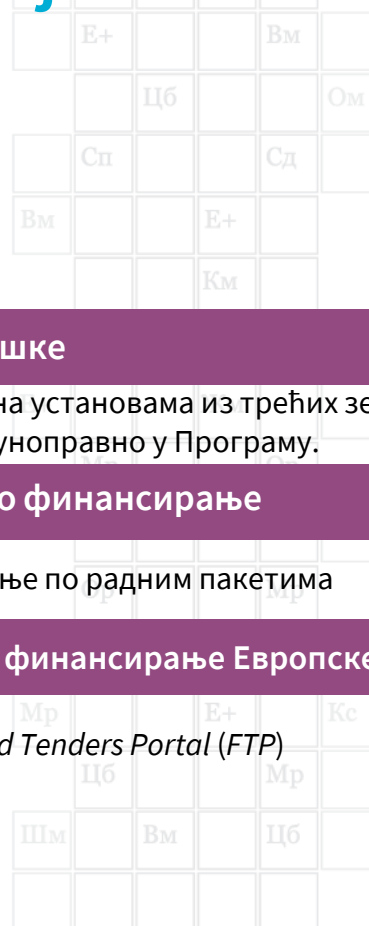 Е+ Вм
Цб Ом
Сп Сд
Вм Е+
Км
шке
на установама из трећих зе
уноправно у Програму.
о финансирање
ње по радним пакетима
финансирање Европске
Мр Е+ Кс
d Tenders Portal (FTP)
Цб Мр
Шм Вм Цб